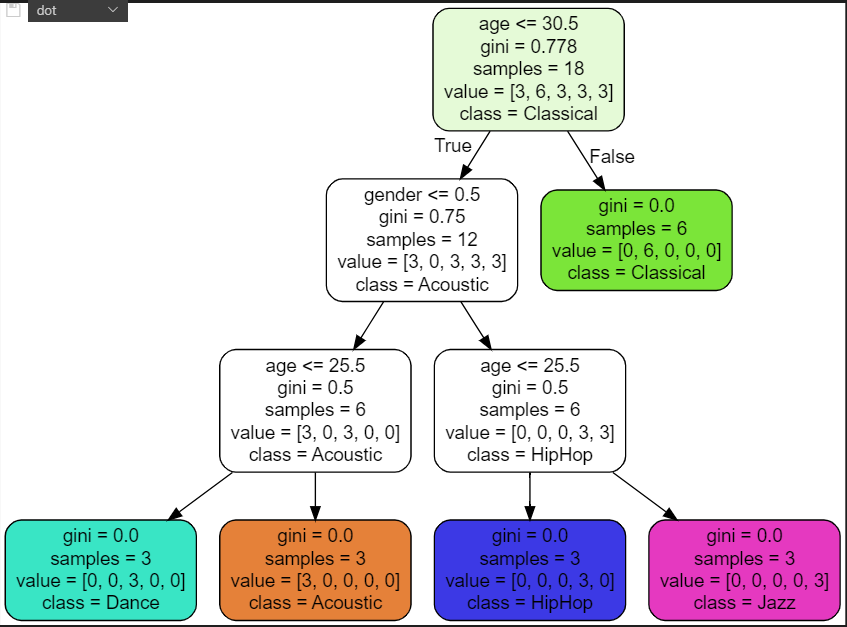 dot
age <= 30.5
gini = 0.778
samples = 18
value = [3, 6, 3, 3, 3]
class = Classical
True
False
gender <= 0.5
gini = 0.75
samples = 12
value = [3, 0, 3, 3, 3]
class = Acoustic
gini = 0.0
samples = 6
value = [0, 6, 0, 0, 0]
class = Classical
age <= 25.5
gini = 0.5
samples = 6
value = [3, 0, 3, 0, 0]
class = Acoustic
age <= 25.5
gini = 0.5
samples = 6
value = [0, 0, 0, 3, 3]
class = HipHop
gini = 0.0
samples = 3
value = [0, 0, 3, 0, 0]
class = Dance
gini = 0.0
samples = 3
value = [3, 0, 0, 0, 0]
class = Acoustic
gini = 0.0
samples = 3
value = [0, 0, 0, 3, 0]
class = HipHop
gini = 0.0
samples = 3
value = [0, 0, 0, 0, 3]
class = Jazz